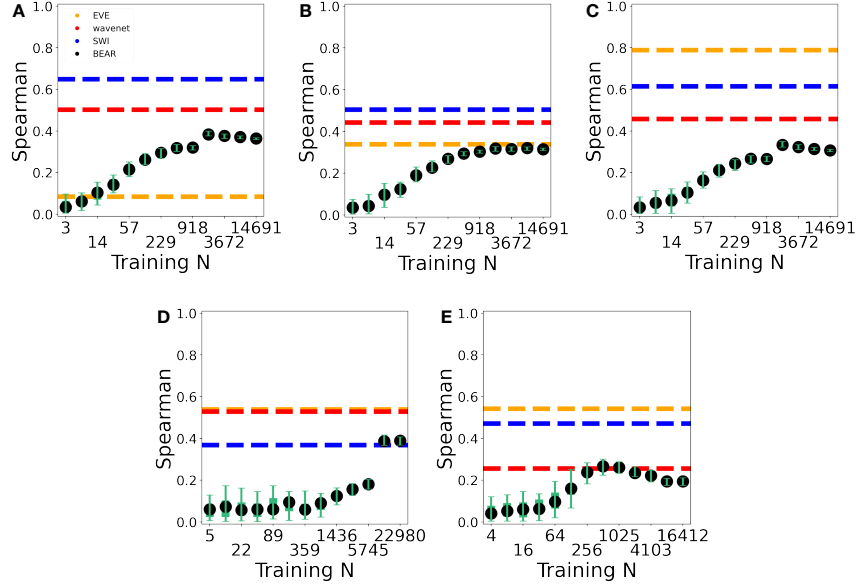 A
1.0
0.8
0.6
0.4
0.2
0.0
Spearman
EVE
wavenet
SWI
BEAR
3 57 918 14691
14 229 3672
Training N
B
1.0
0.8
0.6
0.4
0.2
0.0
Spearman
3 57 918 14691
14 229 3672
Training N
C
1.0
0.8
0.6
0.4
0.2
0.0
Spearman
3 57 918 14691
14 229 3672
Training N
D
1.0
0.8
0.6
0.4
0.2
0.0
Spearman
5 89 1436 22980
22 359 5745
Training N
E
1.0
0.8
0.6
0.4
0.2
0.0
Spearman
4 64 1025 16412
16 256 4103
Training N